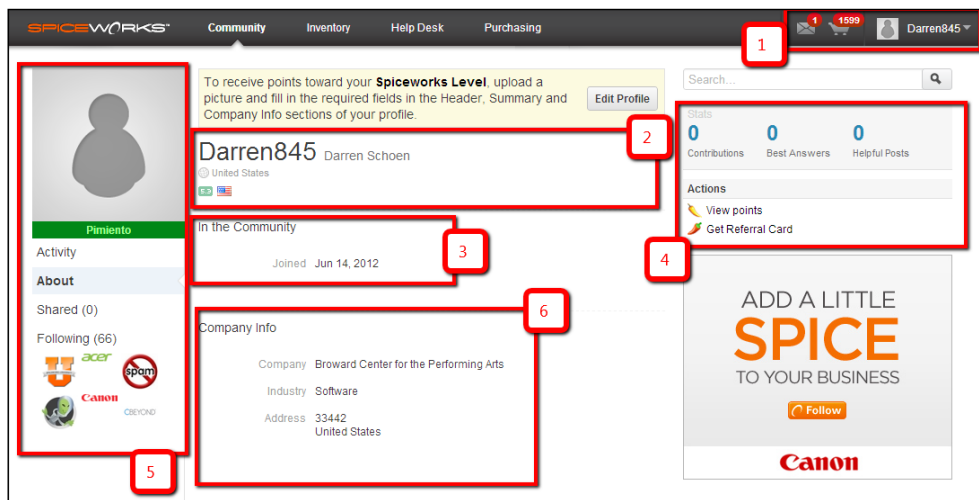 SPICEWORKS
Community Inventory Help Desk Purchasing
1 1599 Darren845
1
To receive points toward your Spiceworks Level, upload a
picture and fill in the required fields in the Header, Summary and
Company Info sections of your profile.
Edit Profile
Search...
2
Darren845 Darren Schoen
United States
Stats
0 0 0
Contributions Best Answers Helpful Posts
Actions
View points
Get Referral Card
4
Pimiento
Activity
About
Shared (0)
Following (66)
acer
spam
Canon
CBEYOND
5
In the Community
3
Joined Jun 14, 2012
6
Company Info
Company Broward Center for the Performing Arts
Industry Software
Address 33442
United States
ADD A LITTLE
SPICE
TO YOUR BUSINESS
Follow
Canon